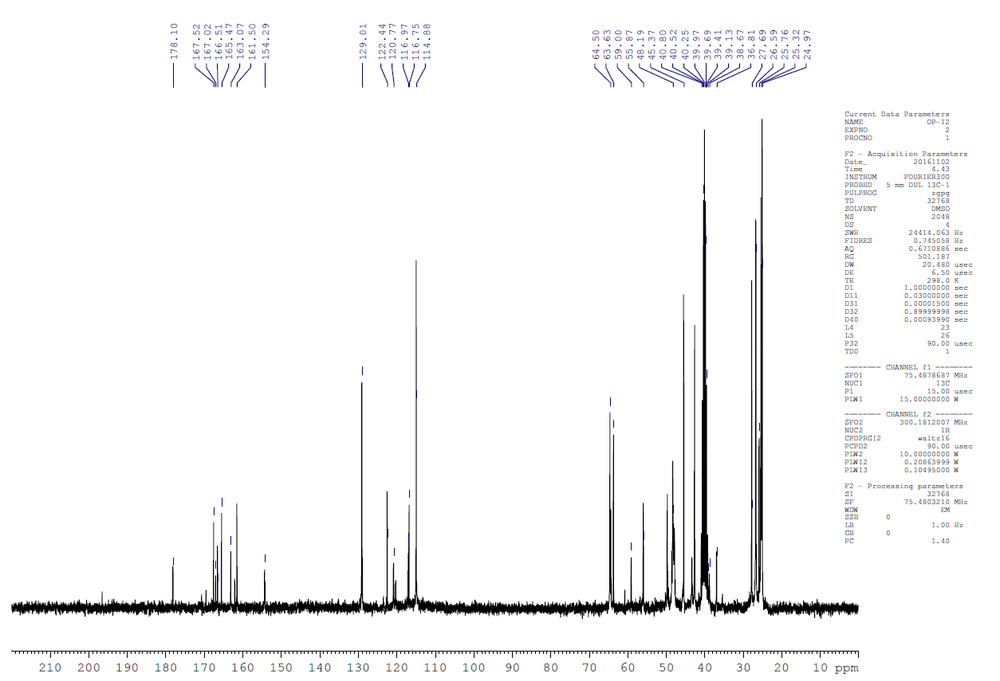 178.10
167.52
167.02
166.51
165.47
163.07
161.50
154.29
129.01
122.44
120.77
116.97
116.75
114.88
64.50
63.63
59.00
55.87
48.19
45.37
40.80
40.52
40.25
39.97
39.69
39.41
39.13
38.67
36.81
27.69
26.59
25.76
25.32
24.97
Current Data Parameters
NAME OP-12
EXPNO 2
PROCNO 1
F2 - Acquisition Parameters
Date_ 20161102
Time 4.43
INSTRUM FOURIER300
PROBHD 5 mm DUL 13C-1
PULPROG zgpg
TD 32768
SOLVENT DMSO
NS 2048
DS 4
SWH 24414.063 Hz
FIDRES 0.745058 Hz
AQ 0.6710886 sec
RG 501.187
DW 20.480 usec
DE 6.50 usec
TE 298.0 K
D1 1.00000000 sec
D11 0.03000000 sec
D31 0.00001500 sec
D32 0.89999998 sec
D40 0.00093990 sec
L4 23
L5 26
P32 90.00 usec
TD0 1
======== CHANNEL f1 ========
SFO1 75.4878687 MHz
NUC1 13C
P1 15.00 usec
PLW1 15.00000000 W
======== CHANNEL f2 ========
SFO2 300.1812007 MHz
NUC2 1H
CPDPRG[2 waltz16
PCPD2 90.00 usec
PLW2 10.00000000 W
PLW12 0.20863999 W
PLW13 0.10495000 W
F2 - Processing parameters
SI 32768
SF 75.4803210 MHz
WDW EM
SSB 0
LB 1.00 Hz
GB 0
PC 1.40
210 200 190 180 170 160 150 140 130 120 110 100 90 80 70 60 50 40 30 20 10 ppm